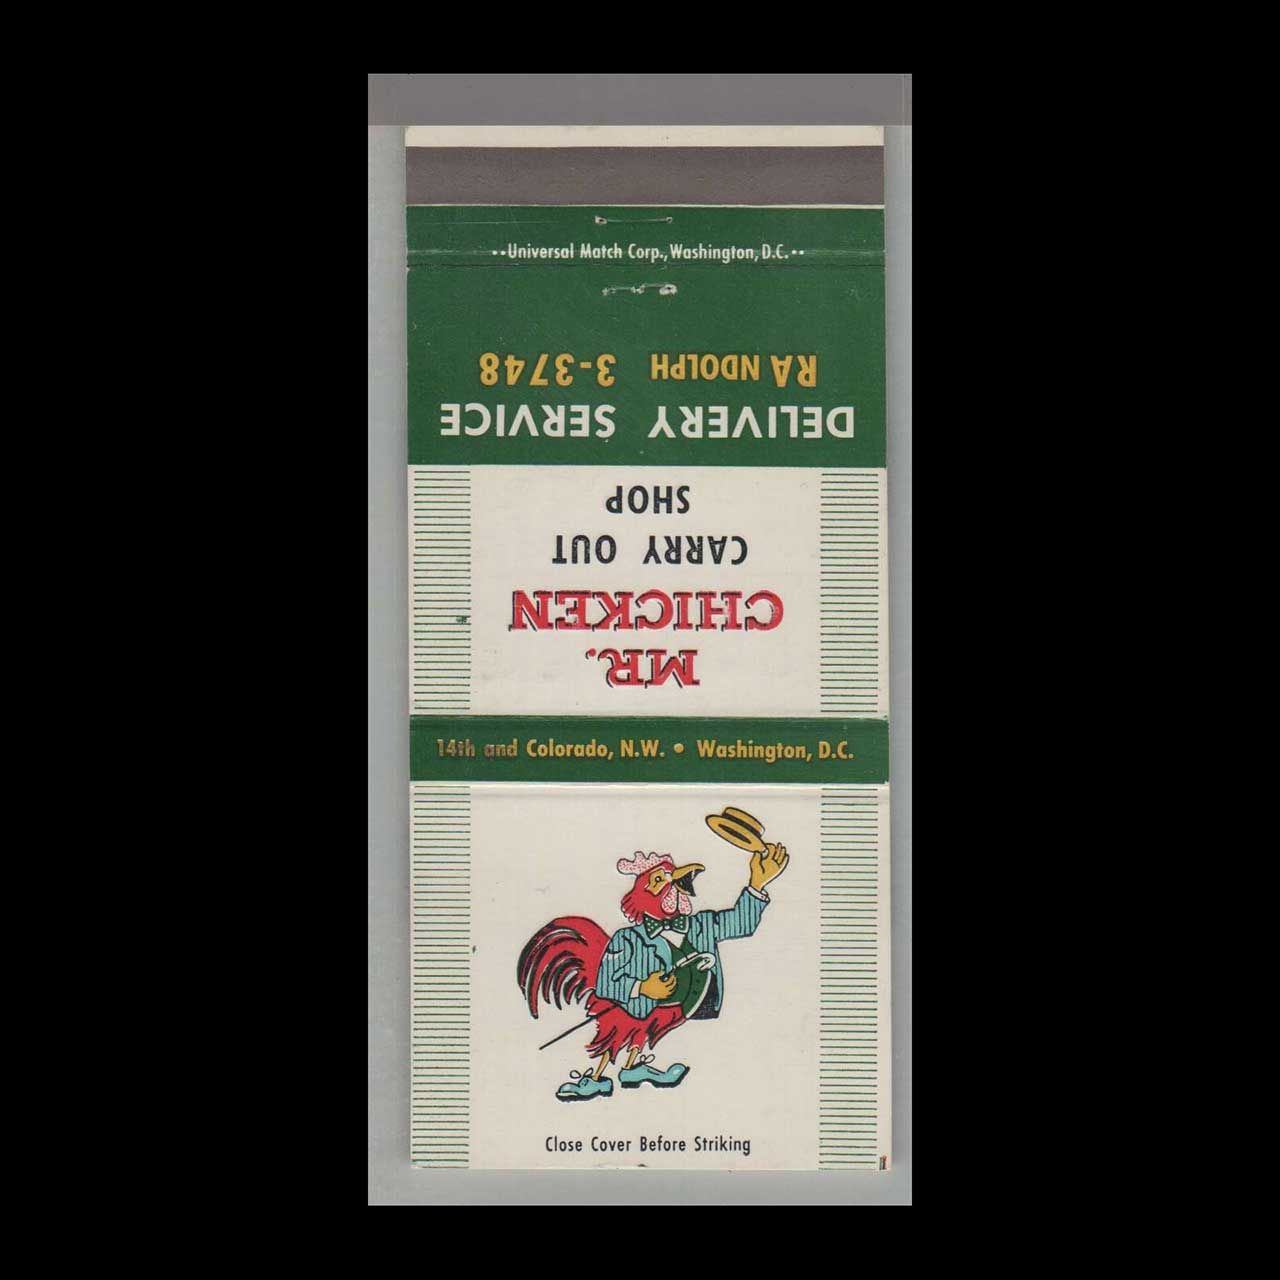 ··Universal Match Corp., Washington, D.C.··
MR.
CHICKEN
CARRY OUT
SHOP
DELIVERY SERVICE
RA NDOLPH 3-3748
14th and Colorado, N.W. • Washington, D.C.
Close Cover Before Striking